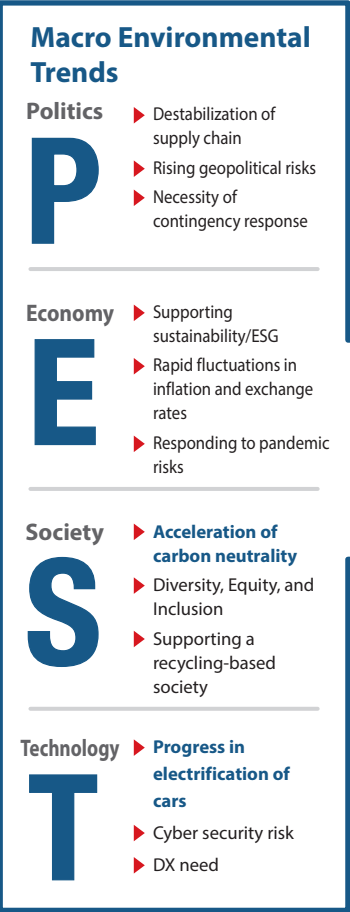 Macro Environmental
Trends
Politics
P
Destabilization of
supply chain
Rising geopolitical risks
Necessity of
contingency response
Economy
E
Supporting
sustainability/ESG
Rapid fluctuations in
inflation and exchange
rates
Responding to pandemic
risks
Society
S
Acceleration of
carbon neutrality
Diversity, Equity, and
Inclusion
Supporting a
recycling-based
society
Technology
T
Progress in
electrification of
cars
Cyber security risk
DX need